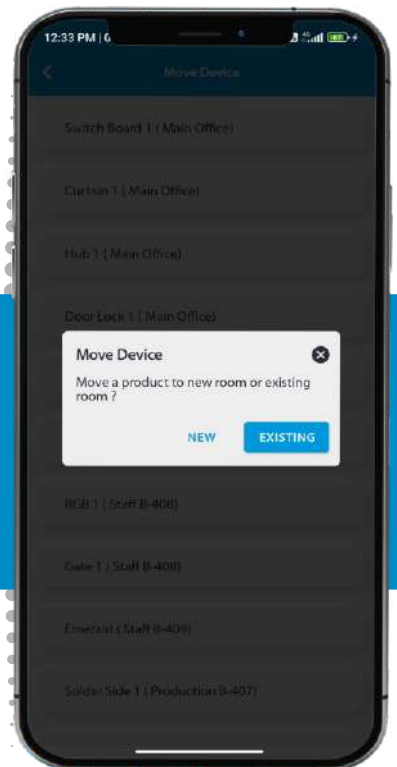 12:33 PM | 0
Move Device
Switch Board 1 ( Main Office)
Curtain 1 ( Main Office)
Hub 1 ( Main Office)
Door Lock 1 ( Main Office)
Move Device
Move a product to new room or existing
room ?
NEW
EXISTING
RGB 1 ( Staff B-408)
Gate 1 ( Staff B-408)
Emerald ( Staff B-408)
Solder Side 1 ( Production B-407)